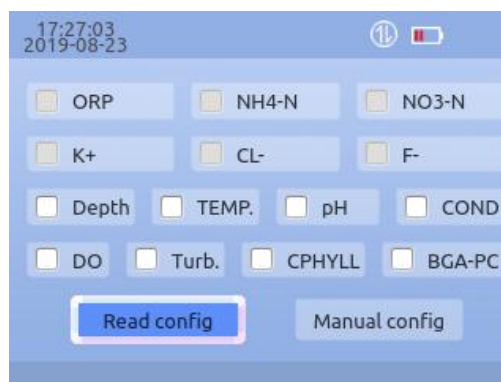 17:27:03
2019-08-23
ORP NH4-N NO3-N
K+ CL- F-
Depth TEMP. pH COND
DO Turb. CPHYLL BGA-PC
Read config Manual config